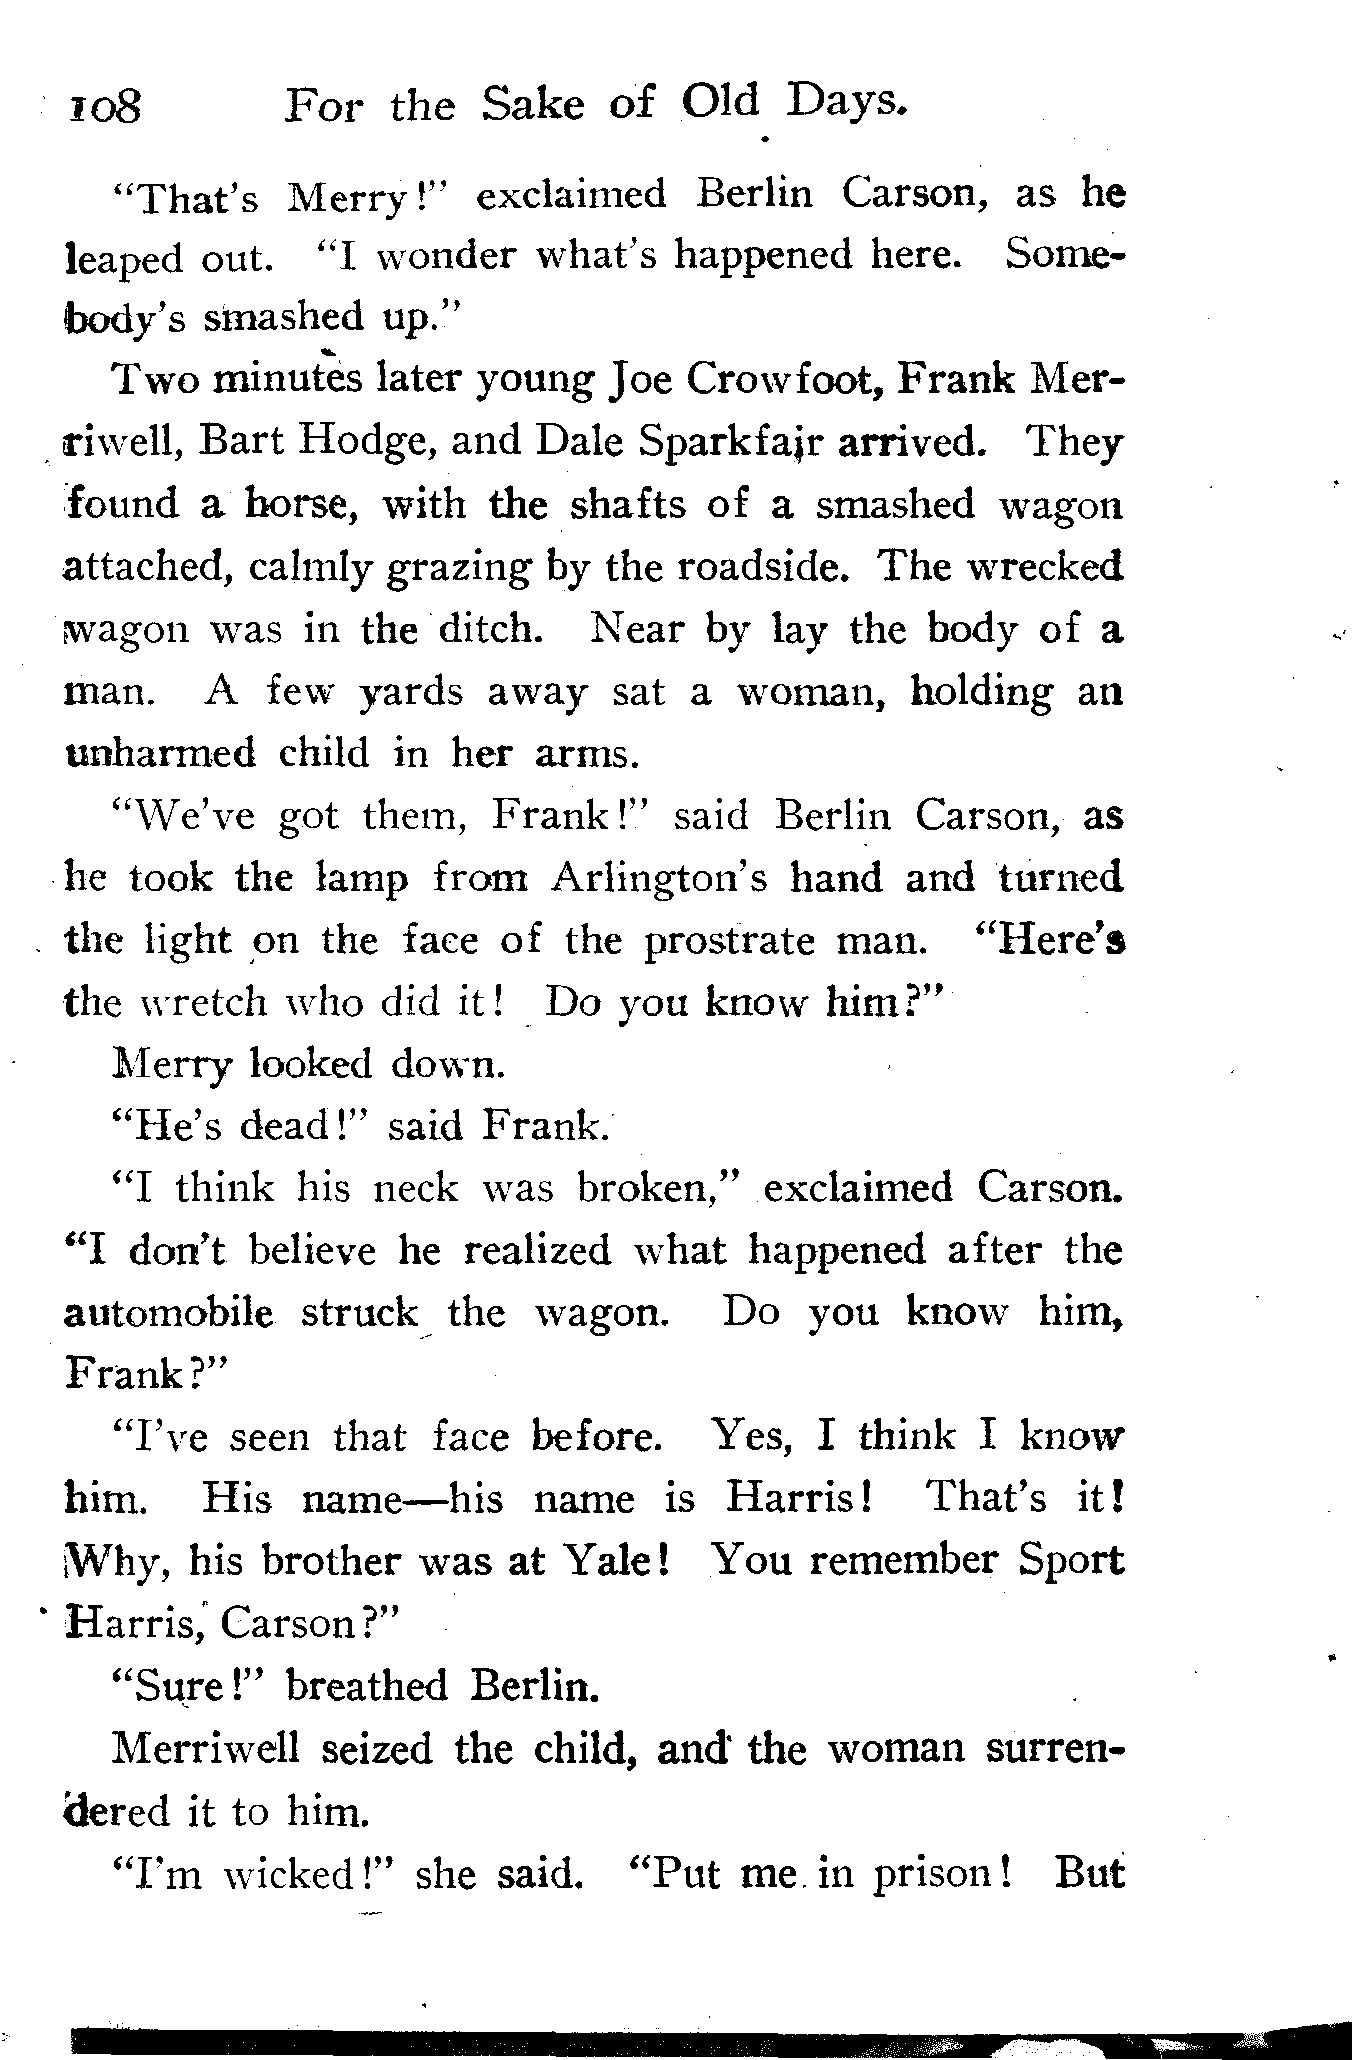 108 For the Sake of Old Days.
"That's Merry!" exclaimed Berlin Carson, as he
leaped out. "I wonder what's happened here. Some-
body's smashed up."
Two minutes later young Joe Crowfoot, Frank Mer-
riwell, Bart Hodge, and Dale Sparkfair arrived. They
found a horse, with the shafts of a smashed wagon
attached, calmly grazing by the roadside. The wrecked
wagon was in the ditch. Near by lay the body of a
man. A few yards away sat a woman, holding an
unharmed child in her arms.
"We've got them, Frank!" said Berlin Carson, as
he took the lamp from Arlington's hand and turned
the light on the face of the prostrate man. "Here's
the wretch who did it! Do you know him?"
Merry looked down.
"He's dead!" said Frank.
"I think his neck was broken," exclaimed Carson.
"I don't believe he realized what happened after the
automobile struck the wagon. Do you know him,
Frank?"
"I've seen that face before. Yes, I think I know
him. His name—his name is Harris! That's it!
Why, his brother was at Yale! You remember Sport
Harris, Carson?"
"Sure!" breathed Berlin.
Merriwell seized the child, and the woman surren-
dered it to him.
"I'm wicked!" she said. "Put me in prison! But